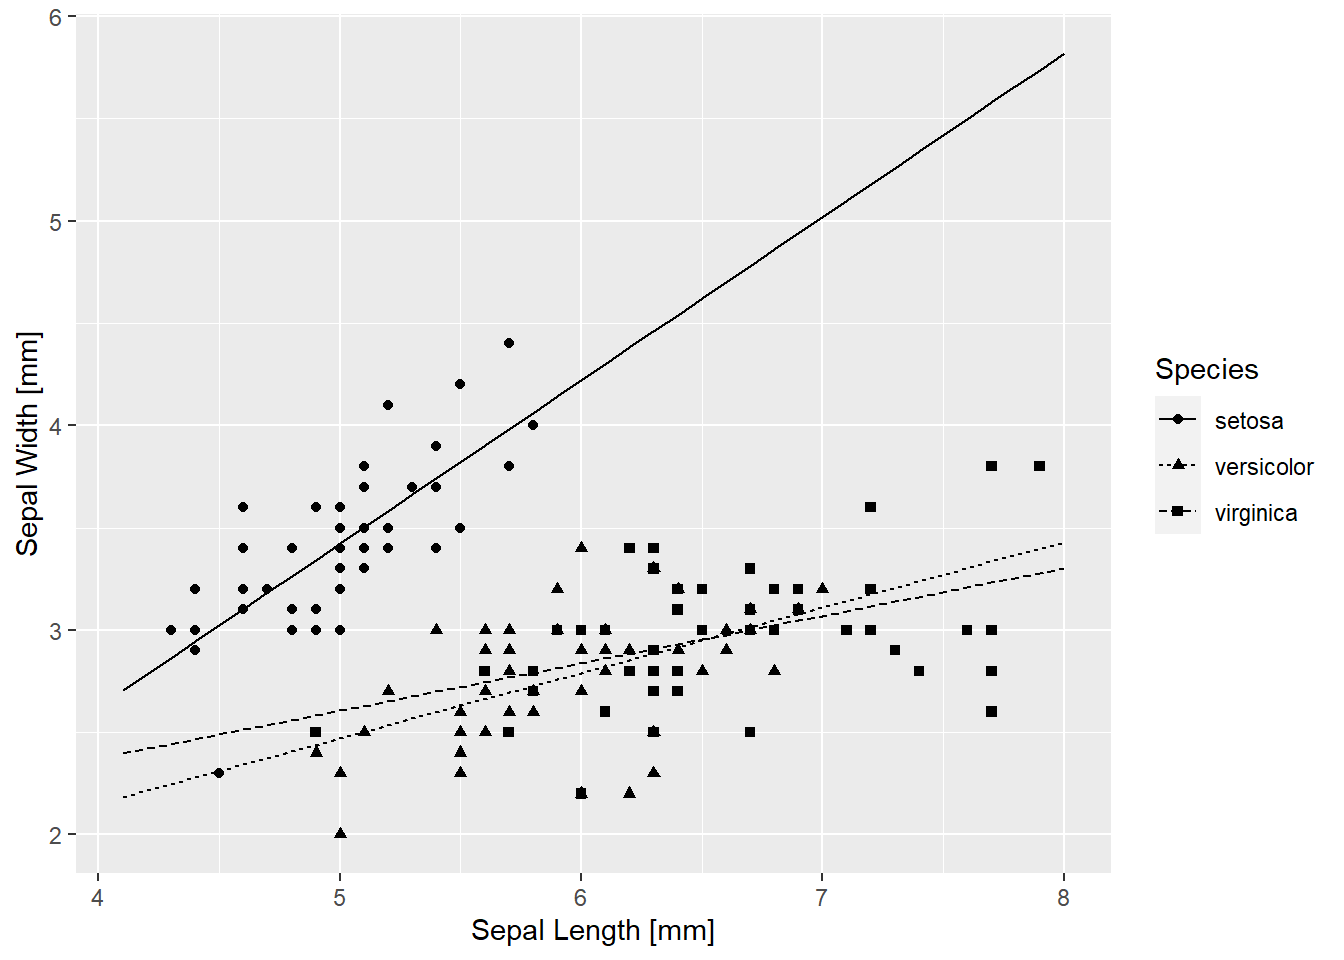 6
5
4
3
2
Sepal Width [mm]
4
5
6
7
8
Sepal Length [mm]
Species
setosa
versicolor
virginica